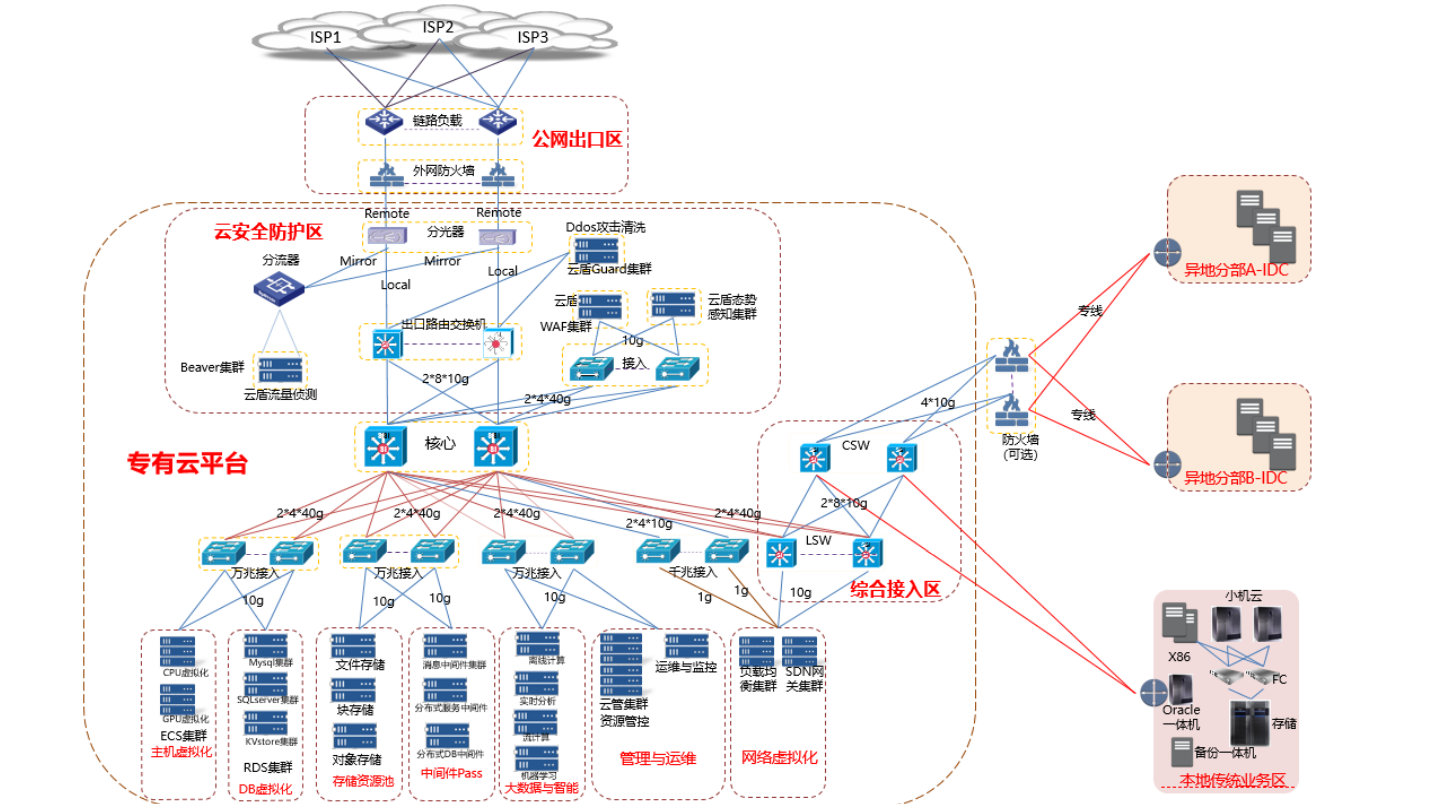 ISP1
ISP2
ISP3
链路负载
公网出口区
外网防火墙
Remote
Remote
云安全防护区
分光器
Ddos攻击清洗
分流器
Mirror
Mirror
Local
云盾Guard集群
Local
云盾
WAF集群
云盾态势
感知集群
出口路由交换机
10g
接入
Beaver集群
云盾流量侦测
2*8*10g
2*4*40g
专有云平台
核心
CSW
4*10g
防火墙
(可选)
专线
专线
异地分部A-IDC
异地分部B-IDC
2*4*40g
2*4*40g
2*4*40g
2*4*10g
2*4*40g
2*8*10g
LSW
万兆接入
万兆接入
万兆接入
千兆接入
综合接入区
10g
10g
10g
10g
1g
1g
10g
CPU虚拟化
GPU虚拟化
ECS集群
主机虚拟化
Mysql集群
SQLserver集群
KVstore集群
RDS集群
DB虚拟化
文件存储
块存储
对象存储
存储资源池
消息中间件集群
分布式服务中间件
分布式DB中间件
中间件Pass
离线计算
实时分析
流计算
机器学习
大数据与智能
云管集群
资源管控
运维与监控
管理与运维
负载均
衡集群
SDN网
关集群
网络虚拟化
小机云
X86
FC
Oracle
一体机
存储
备份一体机
本地传统业务区